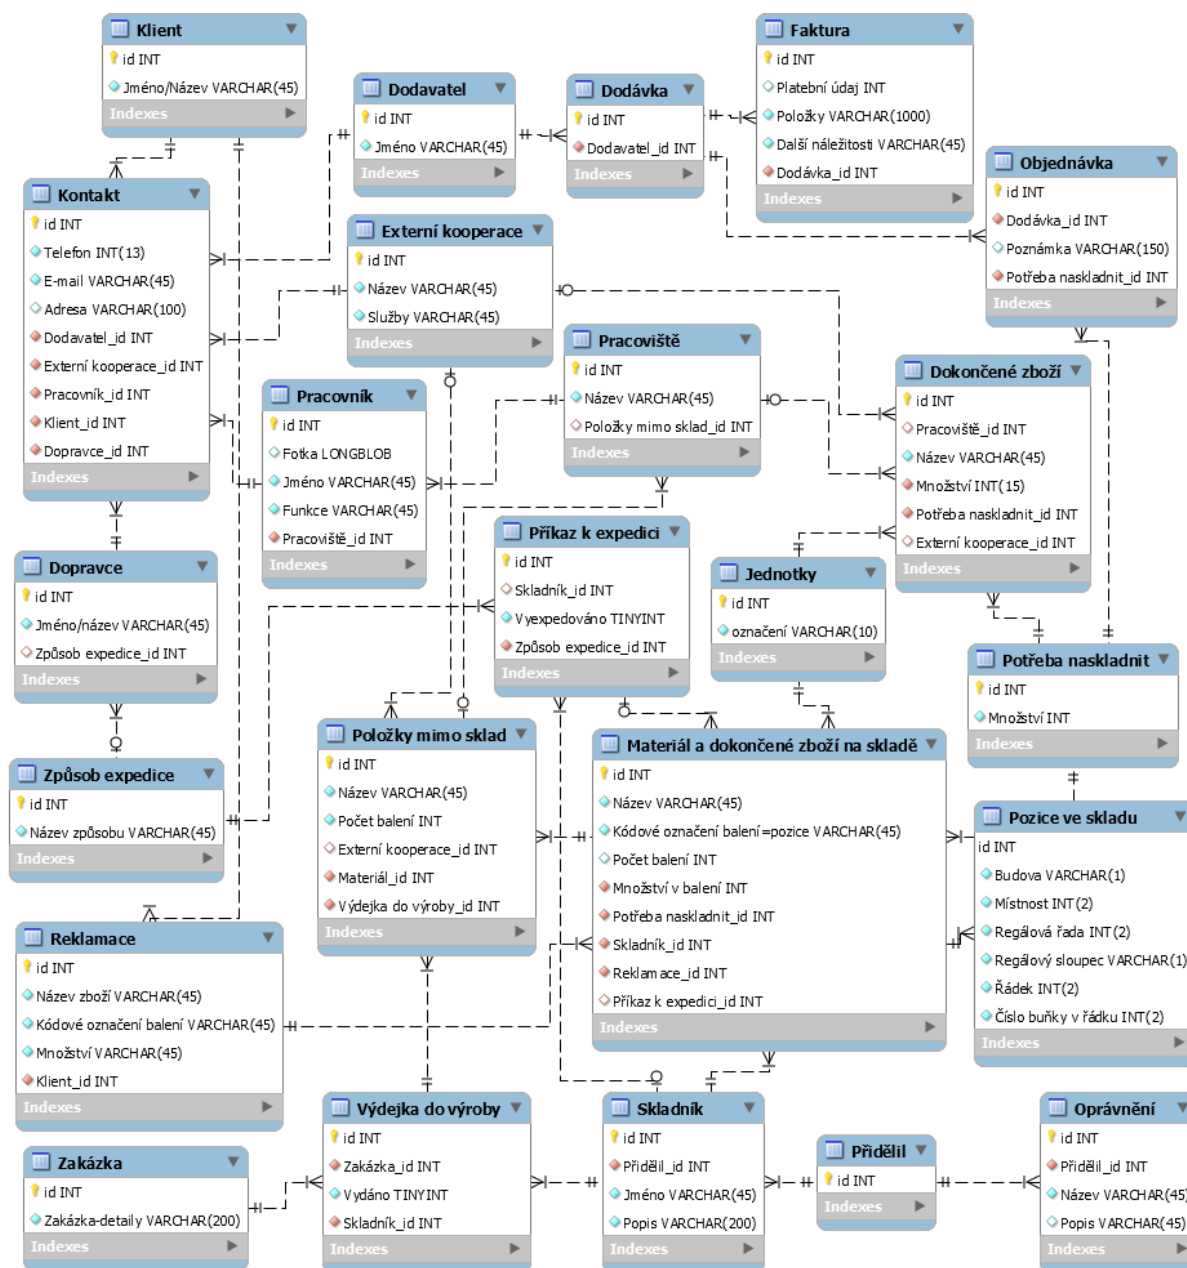 Klient
id INT
Jméno/Název VARCHAR(45)
Indexes
Faktura
id INT
Platební údaj INT
Položky VARCHAR(1000)
Další náležitosti VARCHAR(45)
Dodávka_id INT
Indexes
Dodavatel
id INT
Jméno VARCHAR(45)
Indexes
Dodávka
id INT
Dodavatel_id INT
Indexes
Objednávka
id INT
Dodávka_id INT
Poznámka VARCHAR(150)
Potřeba naskladnit_id INT
Indexes
Kontakt
id INT
Telefon INT(13)
E-mail VARCHAR(45)
Adresa VARCHAR(100)
Dodavatel_id INT
Externí kooperace_id INT
Pracovník_id INT
Klient_id INT
Dopravce_id INT
Indexes
Externí kooperace
id INT
Název VARCHAR(45)
Služby VARCHAR(45)
Indexes
Pracoviště
id INT
Název VARCHAR(45)
Položky mimo sklad_id INT
Indexes
Dokončené zboží
id INT
Pracoviště_id INT
Název VARCHAR(45)
Množství INT(15)
Potřeba naskladnit_id INT
Externí kooperace_id INT
Indexes
Pracovník
id INT
Fotka LONGBLOB
Jméno VARCHAR(45)
Funkce VARCHAR(45)
Pracoviště_id INT
Indexes
Příkaz k expedici
id INT
Skladník_id INT
Vyexpedováno TINYINT
Způsob expedice_id INT
Indexes
Jednotky
id INT
označení VARCHAR(10)
Indexes
Dopravce
id INT
Jméno/název VARCHAR(45)
Způsob expedice_id INT
Indexes
Potřeba naskladnit
id INT
Množství INT
Indexes
Položky mimo sklad
id INT
Název VARCHAR(45)
Počet balení INT
Externí kooperace_id INT
Materiál_id INT
Výdejka do výroby_id INT
Indexes
Materiál a dokončené zboží na skladě
id INT
Název VARCHAR(45)
Kódové označení balení=pozice VARCHAR(45)
Počet balení INT
Množství v balení INT
Potřeba naskladnit_id INT
Skladník_id INT
Reklamace_id INT
Příkaz k expedici_id INT
Indexes
Způsob expedice
id INT
Název způsobu VARCHAR(45)
Indexes
Pozice ve skladu
id INT
Budova VARCHAR(1)
Místnost INT(2)
Regálová řada INT(2)
Regálový sloupec VARCHAR(1)
Řádek INT(2)
Číslo buňky v řádku INT(2)
Indexes
Reklamace
id INT
Název zboží VARCHAR(45)
Kódové označení balení VARCHAR(45)
Množství VARCHAR(45)
Klient_id INT
Indexes
Výdejka do výroby
id INT
Zakázka_id INT
Vydáno TINYINT
Skladník_id INT
Indexes
Skladník
id INT
Přidělil_id INT
Jméno VARCHAR(45)
Popis VARCHAR(200)
Indexes
Oprávnění
id INT
Přidělil_id INT
Název VARCHAR(45)
Popis VARCHAR(45)
Indexes
Přidělil
id INT
Indexes
Zakázka
id INT
Zakázka-detaily VARCHAR(200)
Indexes